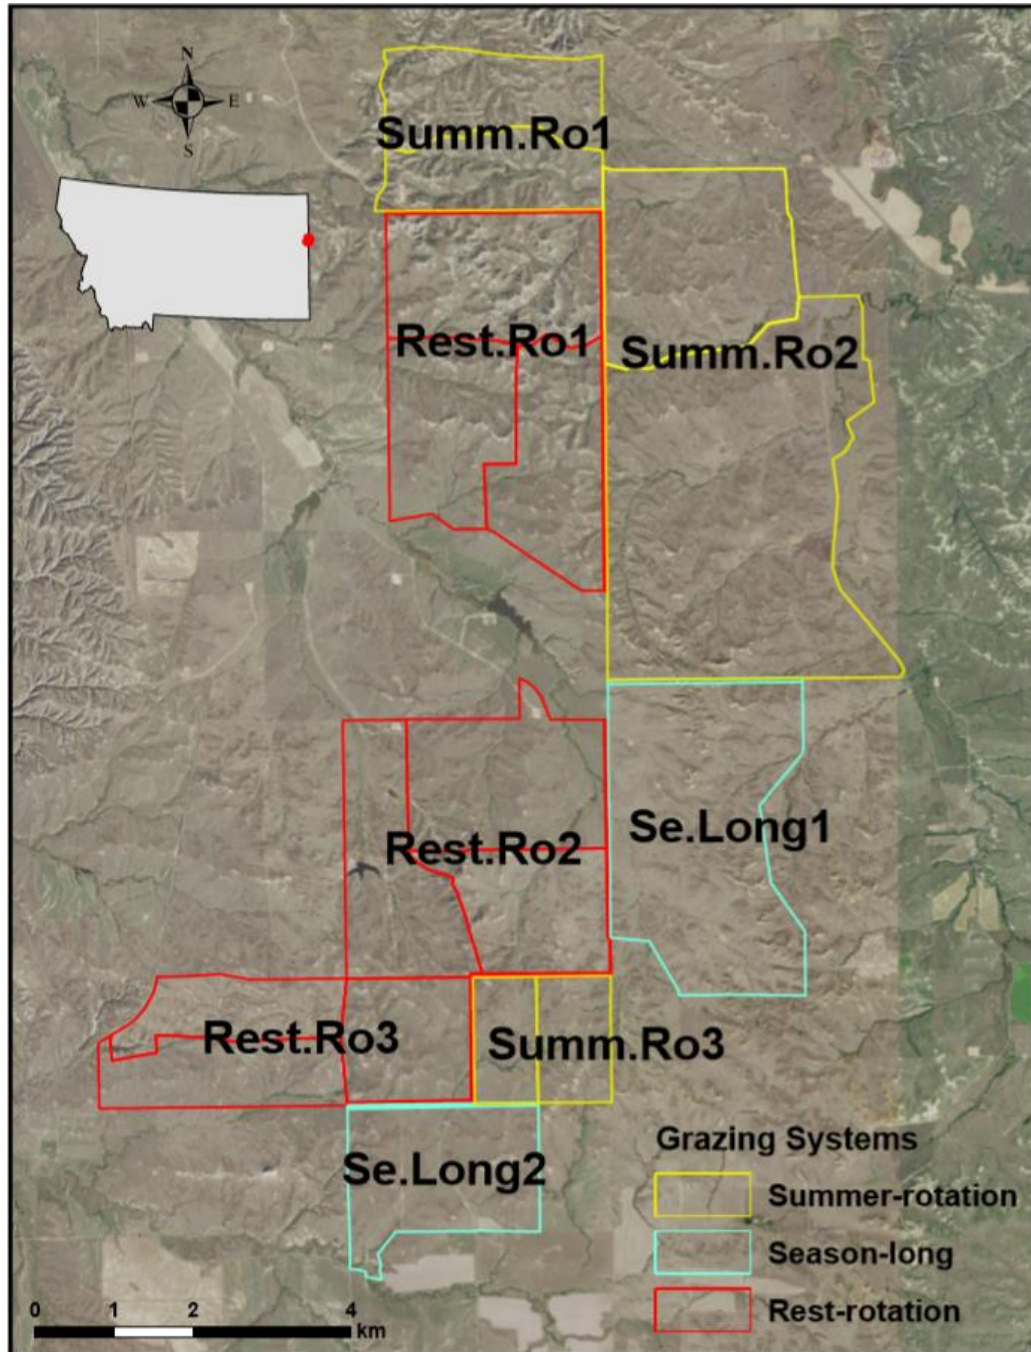 N
W E
S
Summ.Ro1
Rest.Ro1
Summ.Ro2
Se.Long1
Rest.Ro2
Rest.Ro3
Summ.Ro3
Se.Long2
Grazing Systems
Summer-rotation
Season-long
Rest-rotation
0 1 2 4
km